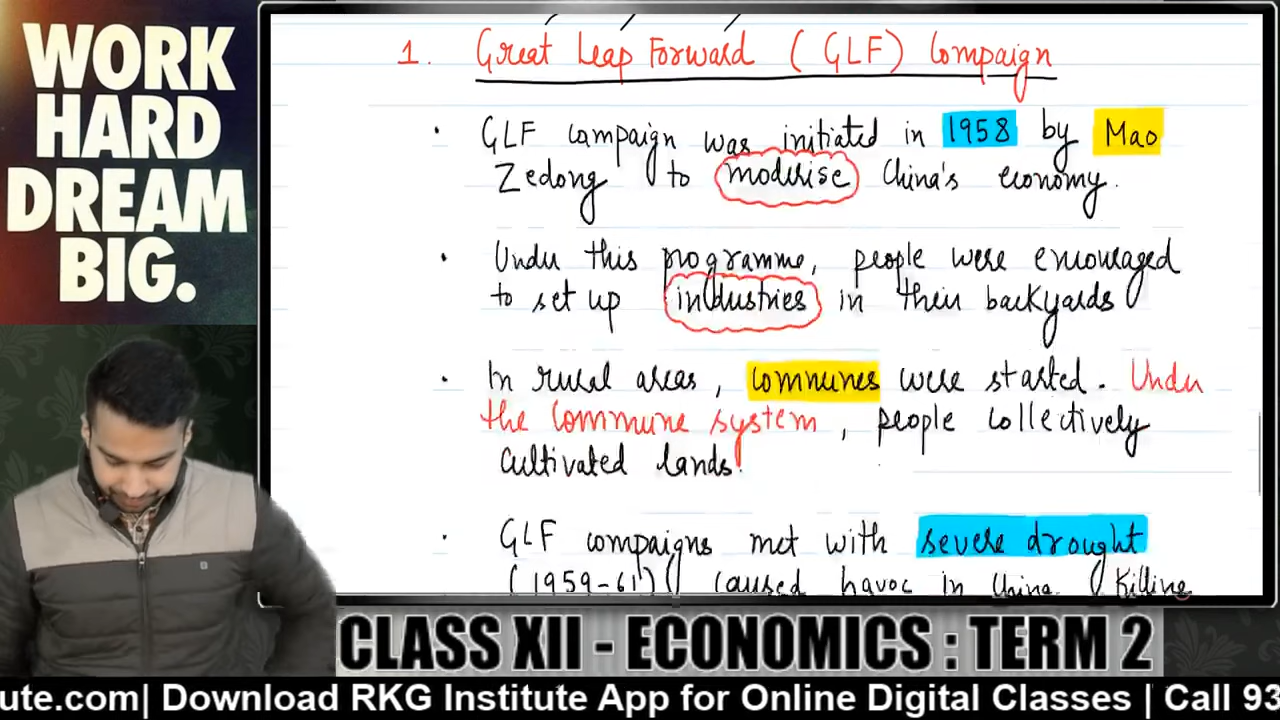 WORK
HARD
DREAM
BIG.
1. Great Leap Forward (GLF) Campaign
• GLF campaign was initiated in 1958 by Mao
Zedong to modernise China's economy.
• Under this programme, people were encouraged
to set up industries in their backyards
• In rural areas, communes were started. Under
the commune system, people collectively
cultivated lands.
• GLF campaigns met with severe drought
(1959-61) caused havoc in China killing
CLASS XII - ECONOMICS : TERM 2
ute.com| Download RKG Institute App for Online Digital Classes | Call 93